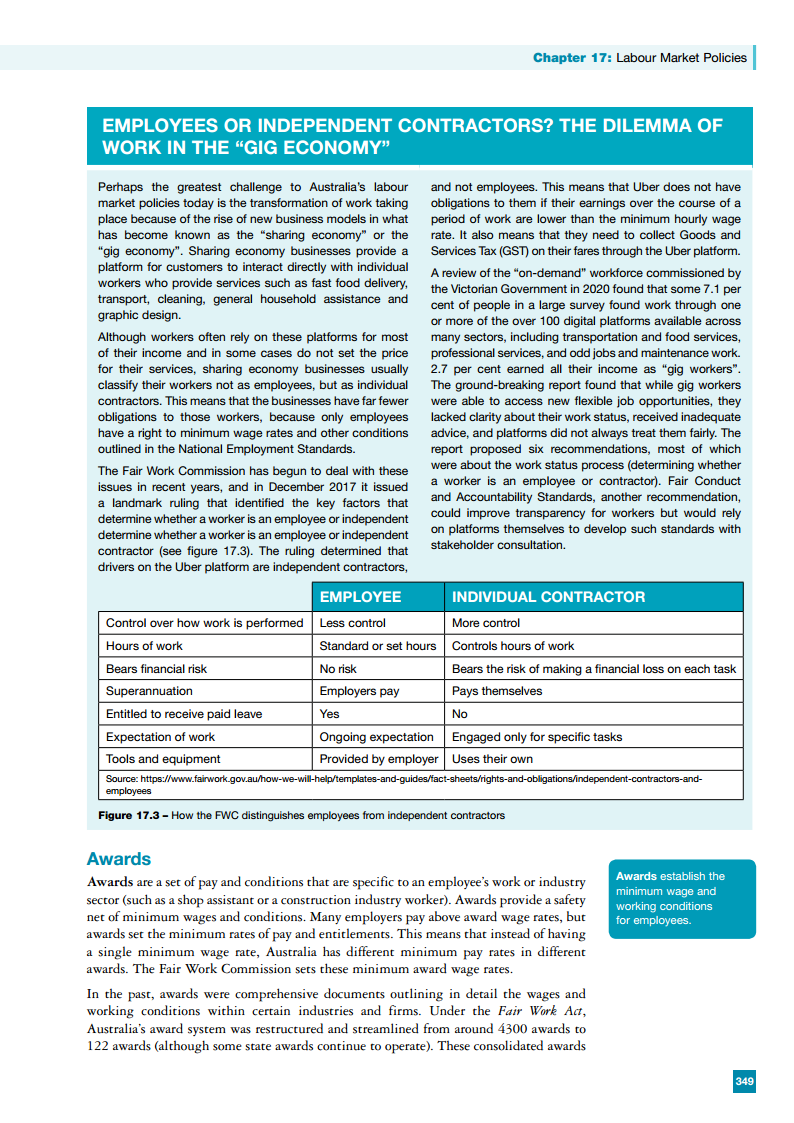 Chapter 17: Labour Market Policies
EMPLOYEES OR INDEPENDENT CONTRACTORS? THE DILEMMA OF
WORK IN THE “GIG ECONOMY”
Perhaps the greatest challenge to Australia’s labour
market policies today is the transformation of work taking
place because of the rise of new business models in what
has become known as the “sharing economy” or the
“gig economy”. Sharing economy businesses provide a
platform for customers to interact directly with individual
workers who provide services such as fast food delivery,
transport, cleaning, general household assistance and
graphic design.
Although workers often rely on these platforms for most
of their income and in some cases do not set the price
for their services, sharing economy businesses usually
classify their workers not as employees, but as individual
contractors. This means that the businesses have far fewer
obligations to those workers, because only employees
have a right to minimum wage rates and other conditions
outlined in the National Employment Standards.
The Fair Work Commission has begun to deal with these
issues in recent years, and in December 2017 it issued
a landmark ruling that identified the key factors that
determine whether a worker is an employee or independent
determine whether a worker is an employee or independent
contractor (see figure 17.3). The ruling determined that
drivers on the Uber platform are independent contractors,
and not employees. This means that Uber does not have
obligations to them if their earnings over the course of a
period of work are lower than the minimum hourly wage
rate. It also means that they need to collect Goods and
Services Tax (GST) on their fares through the Uber platform.
A review of the “on-demand” workforce commissioned by
the Victorian Government in 2020 found that some 7.1 per
cent of people in a large survey found work through one
or more of the over 100 digital platforms available across
many sectors, including transportation and food services,
professional services, and odd jobs and maintenance work.
2.7 per cent earned all their income as “gig workers”.
The ground-breaking report found that while gig workers
were able to access new flexible job opportunities, they
lacked clarity about their work status, received inadequate
advice, and platforms did not always treat them fairly. The
report proposed six recommendations, most of which
were about the work status process (determining whether
a worker is an employee or contractor). Fair Conduct
and Accountability Standards, another recommendation,
could improve transparency for workers but would rely
on platforms themselves to develop such standards with
stakeholder consultation.
EMPLOYEE INDIVIDUAL CONTRACTOR
Control over how work is performed Less control More control
Hours of work Standard or set hours Controls hours of work
Bears financial risk No risk Bears the risk of making a financial loss on each task
Superannuation Employers pay Pays themselves
Entitled to receive paid leave Yes No
Expectation of work Ongoing expectation Engaged only for specific tasks
Tools and equipment Provided by employer Uses their own
Source: https://www.fairwork.gov.au/how-we-will-help/templates-and-guides/fact-sheets/rights-and-obligations/independent-contractors-and-
employees
Figure 17.3 – How the FWC distinguishes employees from independent contractors
Awards
Awards are a set of pay and conditions that are specific to an employee’s work or industry
sector (such as a shop assistant or a construction industry worker). Awards provide a safety
net of minimum wages and conditions. Many employers pay above award wage rates, but
awards set the minimum rates of pay and entitlements. This means that instead of having
a single minimum wage rate, Australia has different minimum pay rates in different
awards. The Fair Work Commission sets these minimum award wage rates.
In the past, awards were comprehensive documents outlining in detail the wages and
working conditions within certain industries and firms. Under the Fair Work Act,
Australia’s award system was restructured and streamlined from around 4300 awards to
122 awards (although some state awards continue to operate). These consolidated awards
Awards establish the
minimum wage and
working conditions
for employees.
349